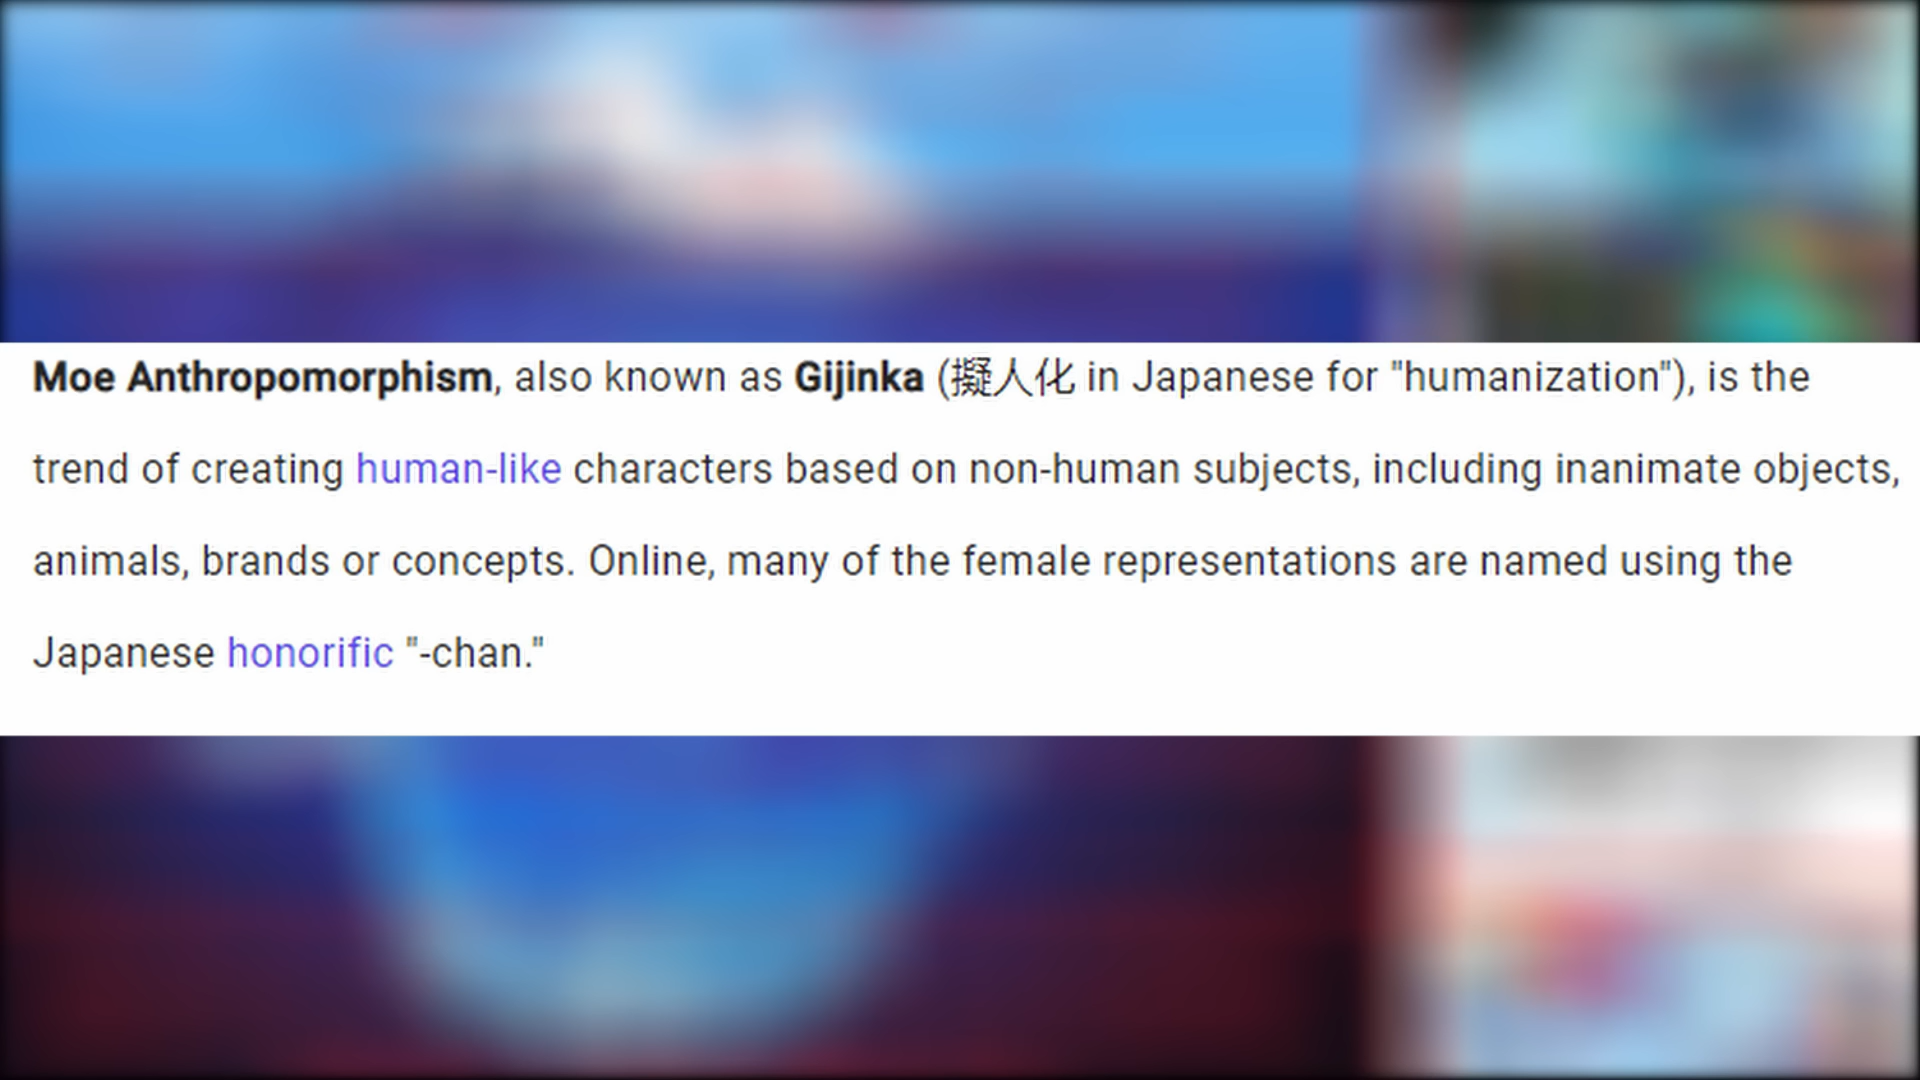 Moe Anthropomorphism, also known as Gijinka (擬人化 in Japanese for "humanization"), is the
trend of creating human-like characters based on non-human subjects, including inanimate objects,
animals, brands or concepts. Online, many of the female representations are named using the
Japanese honorific "-chan."